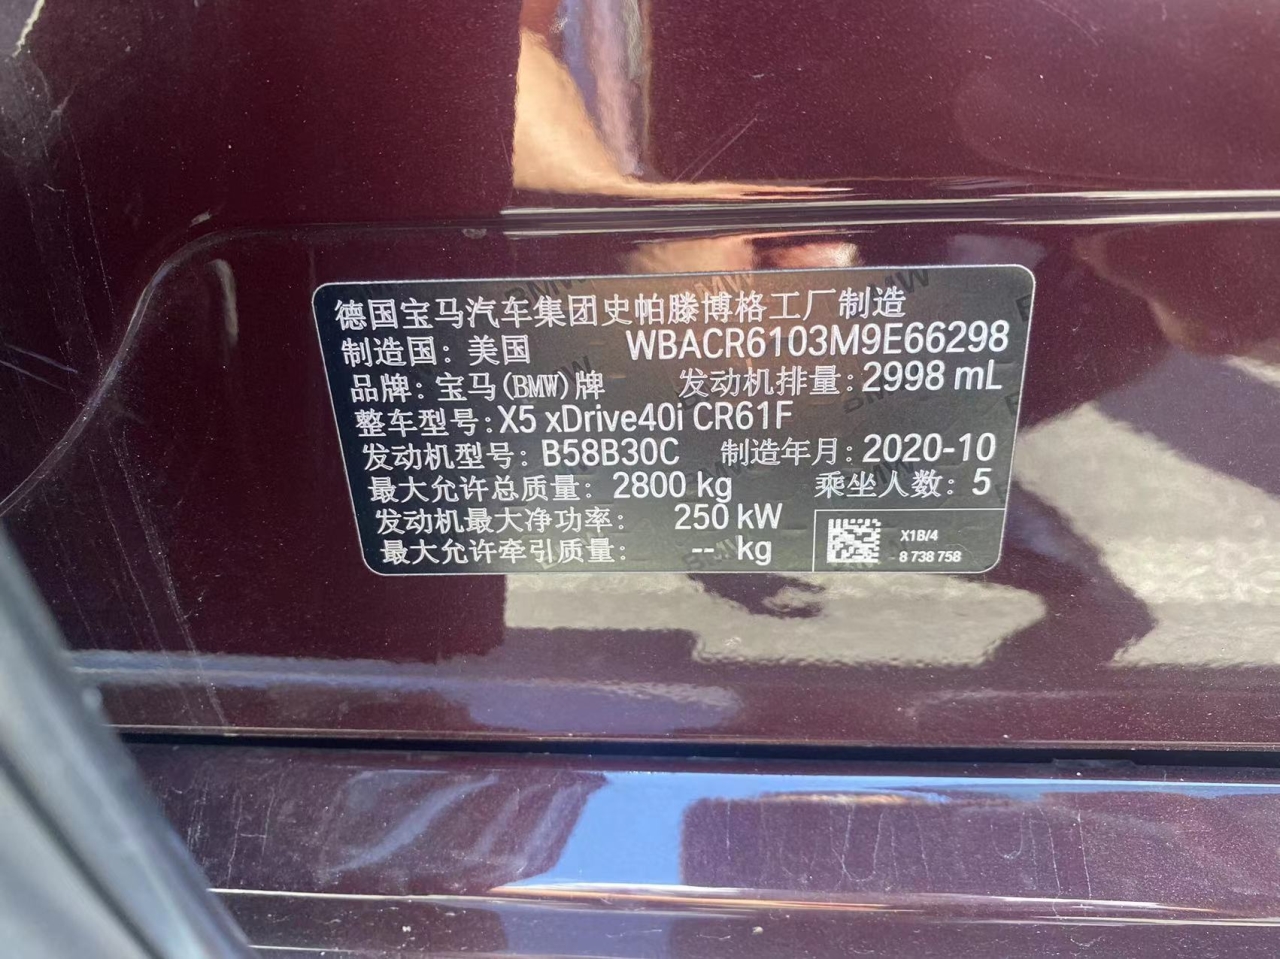 德国宝马汽车集团史帕滕博格工厂制造
制造国: 美国 WBACR6103M9E66298
品牌: 宝马(BMW)牌 发动机排量: 2998 mL
整车型号: X5 xDrive40i CR61F
发动机型号: B58B30C 制造年月: 2020-10
最大允许总质量: 2800 kg 乘坐人数: 5
发动机最大净功率: 250 kW
最大允许牵引质量: -- kg
X18/4
8 738 758